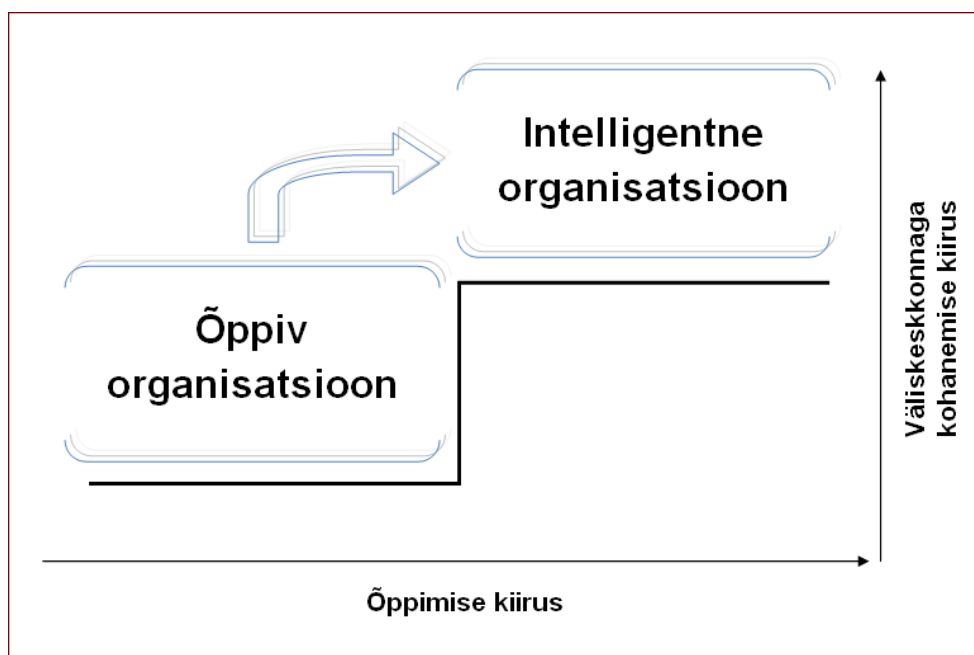 Intelligentne
organisatsioon
Õppiv
organisatsioon
Väliskeskkonnaga
kohanemise kiirus
Õppimise kiirus